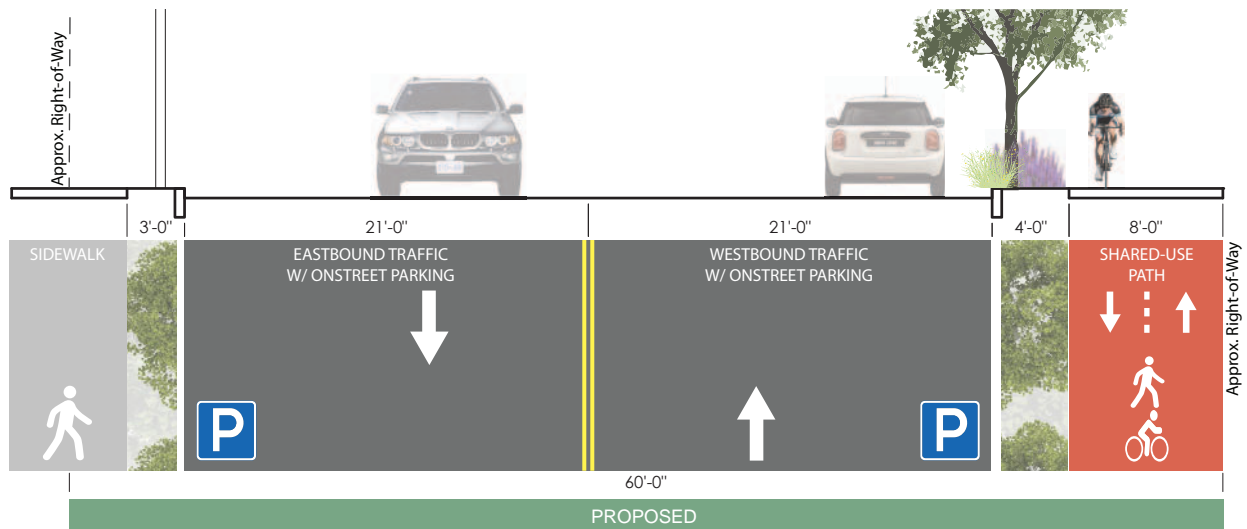 Approx. Right-of-Way
3'-0"
21'-0"
21'-0"
4'-0"
8'-0"
SIDEWALK
EASTBOUND TRAFFIC
W/ ONSTREET PARKING
WESTBOUND TRAFFIC
W/ ONSTREET PARKING
SHARED-USE
PATH
Approx. Right-of-Way
P
P
60'-0"
PROPOSED